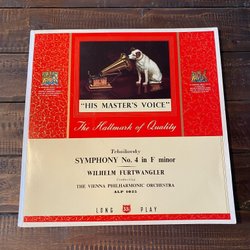 "HIS MASTER'S VOICE"
The Hallmark of Quality
Tchaikovsky
SYMPHONY No. 4 in F minor
WILHELM FURTWANGLER
Conducting
THE VIENNA PHILHARMONIC ORCHESTRA
ALP 1025
LONG PLAY